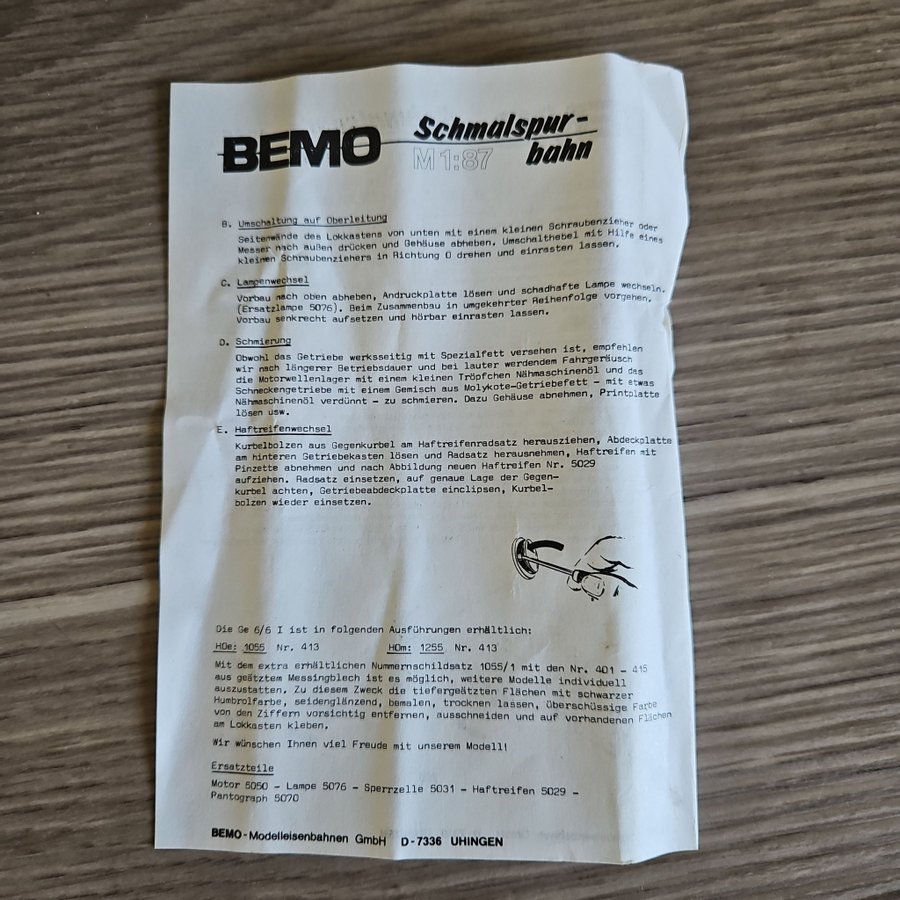 BEMO Schmalspur-
M 1:87 bahn
B. Umschaltung auf Oberleitung
Seitenwände des Lokkastens von unten mit einem kleinen Schraubenzieher oder
Messer nach außen drücken und Gehäuse abheben. Umschalthebel mit Hilfe eines
kleinen Schraubenziehers in Richtung O drehen und einrasten lassen.
C. Lampenwechsel
Vorbau nach oben abheben, Andruckplatte lösen und schadhafte Lampe wechseln.
(Ersatzlampe 5076). Beim Zusammenbau in umgekehrter Reihenfolge vorgehen,
Vorbau senkrecht aufsetzen und hörbar einrasten lassen.
D. Schmierung
Obwohl das Getriebe werksseitig mit Spezialfett versehen ist, empfehlen
wir nach längerer Betriebsdauer und bei lauter werdendem Fahrgeräusch
die Motorwellenlager mit einem kleinen Tröpfchen Nähmaschinenöl und das
Schneckengetriebe mit einem Gemisch aus Molykote-Getriebefett - mit etwas
Nähmaschinenöl verdünnt - zu schmieren. Dazu Gehäuse abnehmen, Printplatte
lösen usw.
E. Haftreifenwechsel
Kurbelbolzen aus Gegenkurbel am Haftreifenradsatz herausziehen, Abdeckplatte
am hinteren Getriebekasten lösen und Radsatz herausnehmen, Haftreifen mit
Pinzette abnehmen und nach Abbildung neuen Haftreifen Nr. 5029
aufziehen. Radsatz einsetzen, auf genaue Lage der Gegen-
kurbel achten, Getriebeabdeckplatte einclipsen, Kurbel-
bolzen wieder einsetzen.
Die Ge 6/6 I ist in folgenden Ausführungen erhältlich:
HOe: 1055 Nr. 413 HOm: 1255 Nr. 413
Mit dem extra erhältlichen Nummernschildsatz 1055/1 mit den Nr. 401 - 415
aus geätztem Messingblech ist es möglich, weitere Modelle individuell
auszustatten. Zu diesem Zweck die tiefergeätzten Flächen mit schwarzer
Humbrolfarbe, seidenglänzend, bemalen, trocknen lassen, überschüssige Farbe
von den Ziffern vorsichtig entfernen, ausschneiden und auf vorhandenen Flächen
am Lokkasten kleben.
Wir wünschen Ihnen viel Freude mit unserem Modell!
Ersatzteile
Motor 5050 - Lampe 5076 - Sperrzelle 5031 - Haftreifen 5029 -
Pantograph 5070
BEMO-Modelleisenbahnen GmbH D-7336 UHINGEN